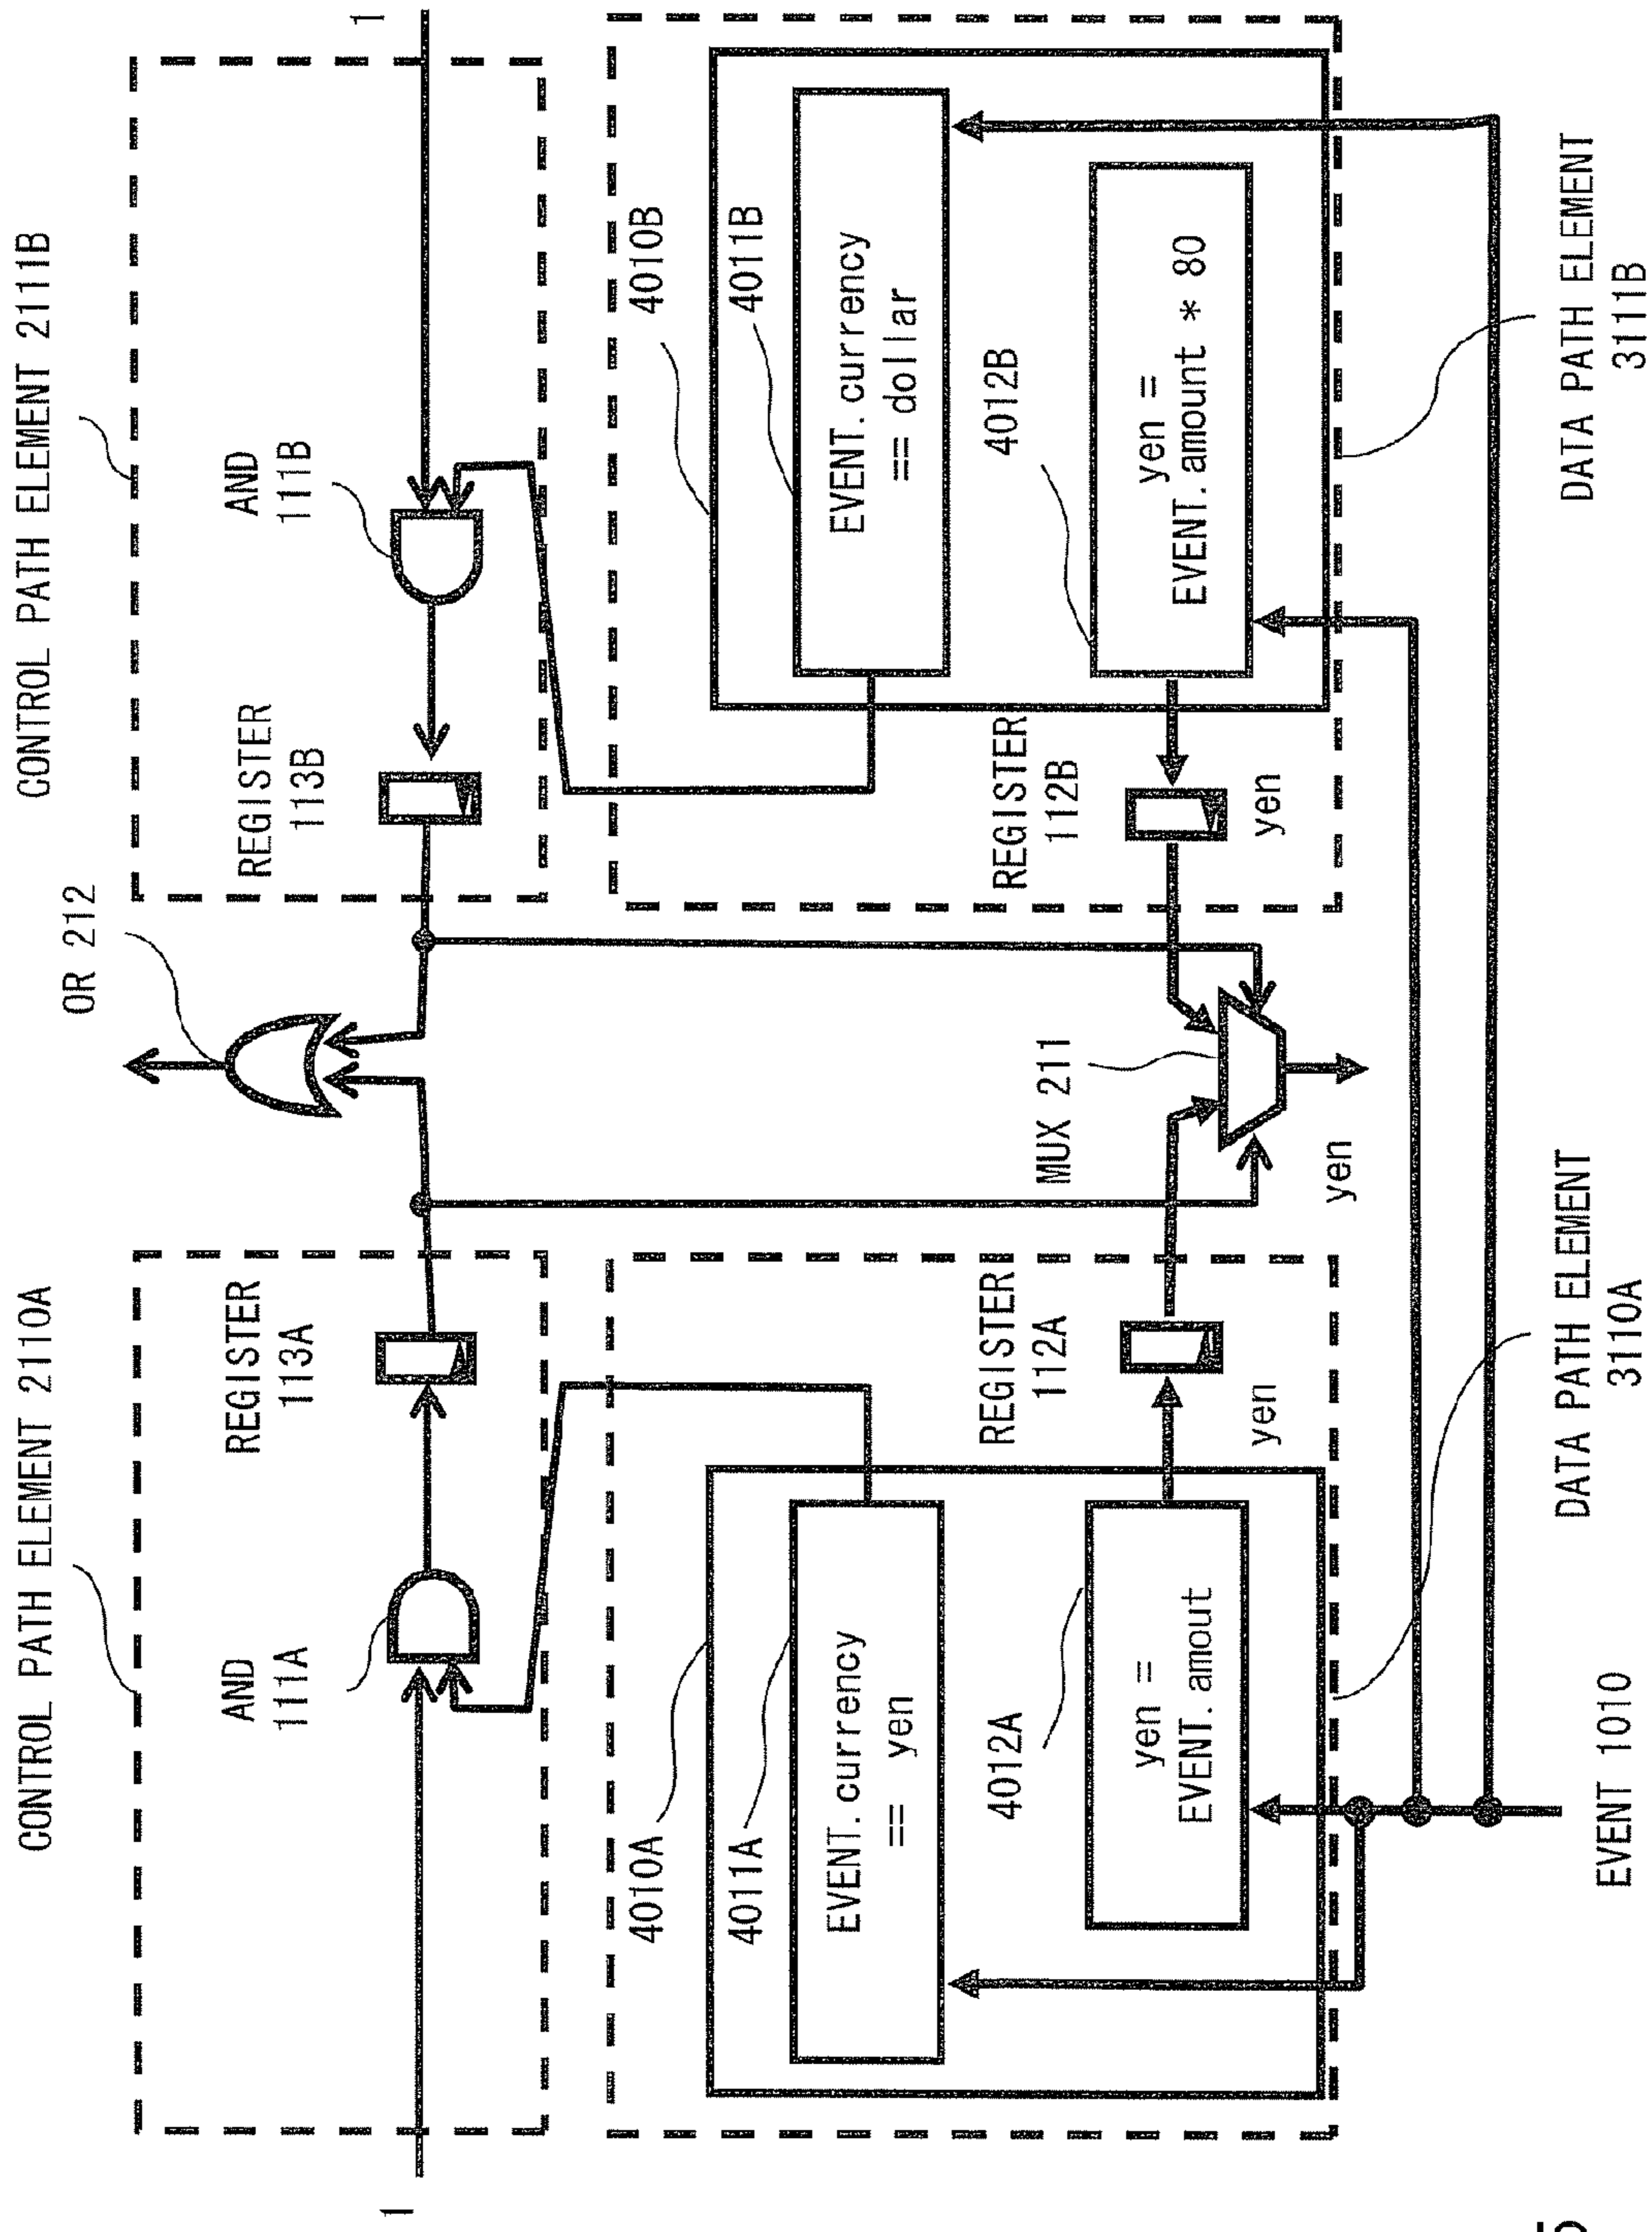 CONTROL PATH ELEMENT 2110A
CONTROL PATH ELEMENT 2111B
OR 212
AND
111A
REGISTER
113A
REGISTER
113B
AND
111B
1
1
4010A
4011A
EVENT.currency
== yen
4012A
yen =
EVENT.amout
REGISTER
112A
yen
MUX 211
yen
REGISTER
112B
yen
4010B
4011B
EVENT.currency
== dollar
4012B
yen =
EVENT.amount * 80
EVENT 1010
DATA PATH ELEMENT
3110A
DATA PATH ELEMENT
3111B